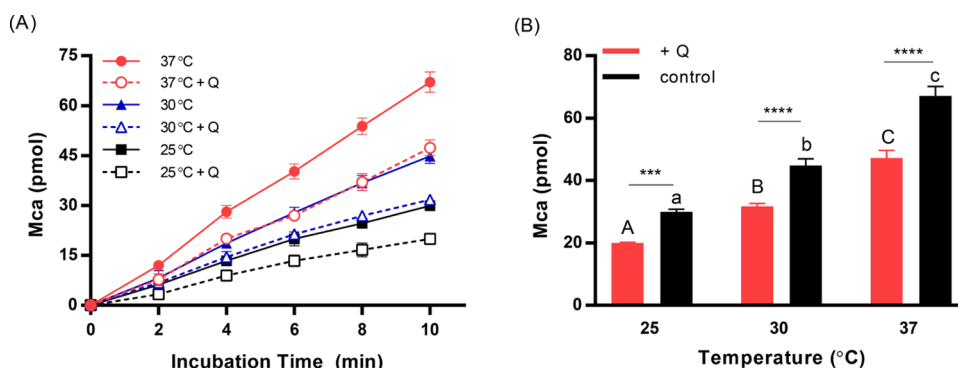 (A)
75
60
45
30
15
0
Mca (pmol)
37°C
37°C + Q
30°C
30°C + Q
25°C
25°C + Q
0 2 4 6 8 10
Incubation Time (min)
(B)
80
60
40
20
0
Mca (pmol)
+ Q
control
*** **** ****
A a B b C c
25 30 37
Temperature (°C)